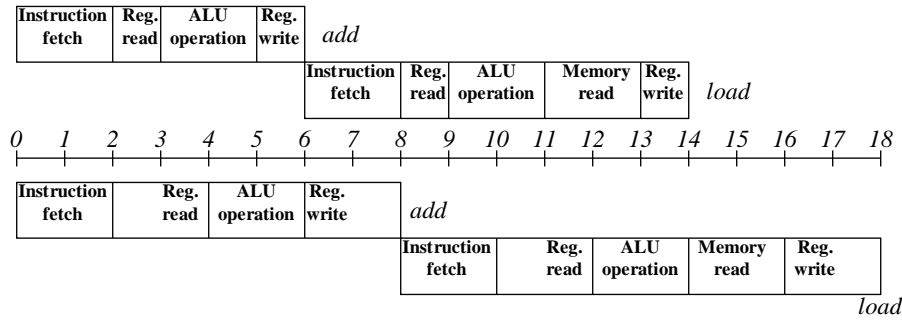 Instruction Reg. ALU Reg.
fetch read operation write add
Instruction Reg. ALU Memory Reg.
fetch read operation read write load
0 1 2 3 4 5 6 7 8 9 10 11 12 13 14 15 16 17 18
Instruction Reg. ALU Reg.
fetch read operation write add
Instruction Reg. ALU Memory Reg.
fetch read operation read write
load